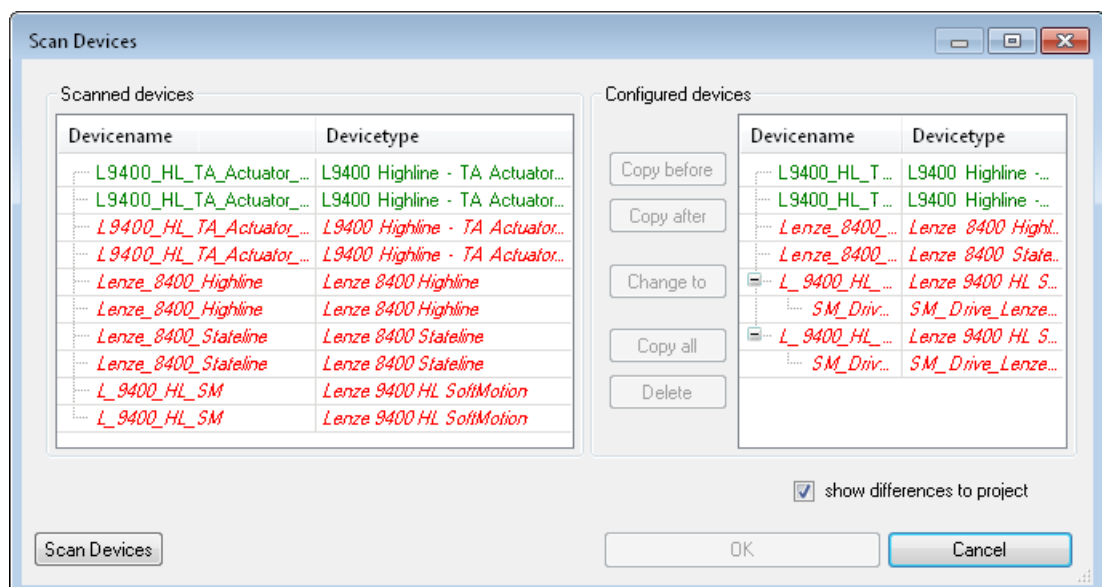 Scan Devices
Scanned devices
Devicename Devicetype
L9400_HL_TA_Actuator_... L9400 Highline - TA Actuator...
L9400_HL_TA_Actuator_... L9400 Highline - TA Actuator...
L9400_HL_TA_Actuator_... L9400 Highline - TA Actuator...
L9400_HL_TA_Actuator_... L9400 Highline - TA Actuator...
Lenze_8400_Highline Lenze 8400 Highline
Lenze_8400_Highline Lenze 8400 Highline
Lenze_8400_Stateline Lenze 8400 Stateline
Lenze_8400_Stateline Lenze 8400 Stateline
L_9400_HL_SM Lenze 9400 HL SoftMotion
L_9400_HL_SM Lenze 9400 HL SoftMotion
Copy before
Copy after
Change to
Copy all
Delete
Configured devices
Devicename Devicetype
L9400_HL_T... L9400 Highline -...
L9400_HL_T... L9400 Highline -...
Lenze_8400_... Lenze 8400 Highl...
Lenze_8400_... Lenze 8400 State...
L_9400_HL_... Lenze 9400 HL S...
SM_Driv... SM_Drive_Lenze...
L_9400_HL_... Lenze 9400 HL S...
SM_Driv... SM_Drive_Lenze...
show differences to project
Scan Devices
OK
Cancel